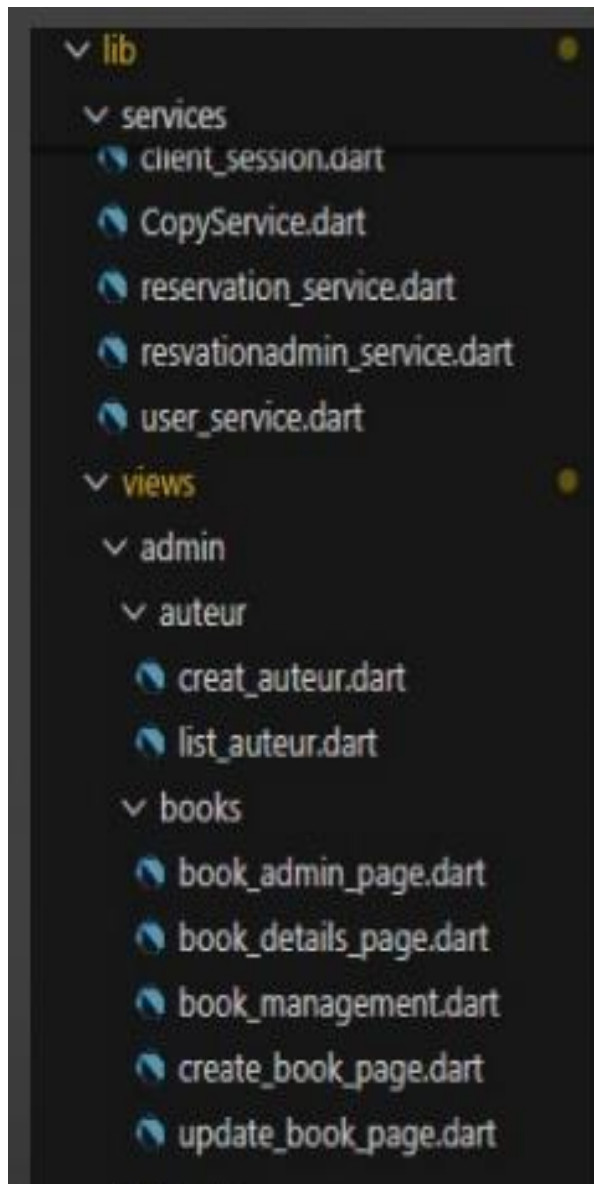 lib
services
client_session.dart
CopyService.dart
reservation_service.dart
resvationadmin_service.dart
user_service.dart
views
admin
auteur
creat_auteur.dart
list_auteur.dart
books
book_admin_page.dart
book_details_page.dart
book_management.dart
create_book_page.dart
update_book_page.dart